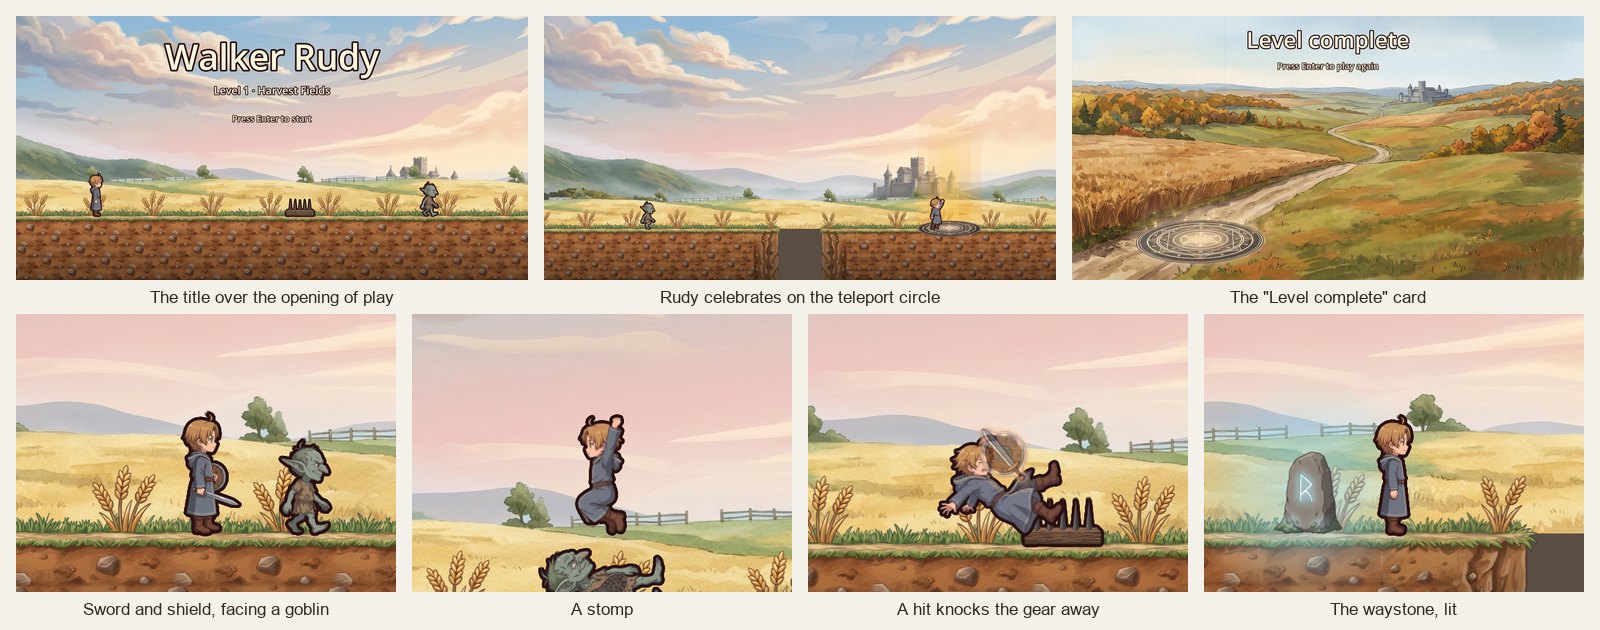 Walker Rudy
Level 1 · Harvest Fields
Press Enter to start
The title over the opening of play
Rudy celebrates on the teleport circle
Level complete
Press Enter to play again
The "Level complete" card
Sword and shield, facing a goblin
A stomp
A hit knocks the gear away
ᚱ
The waystone, lit